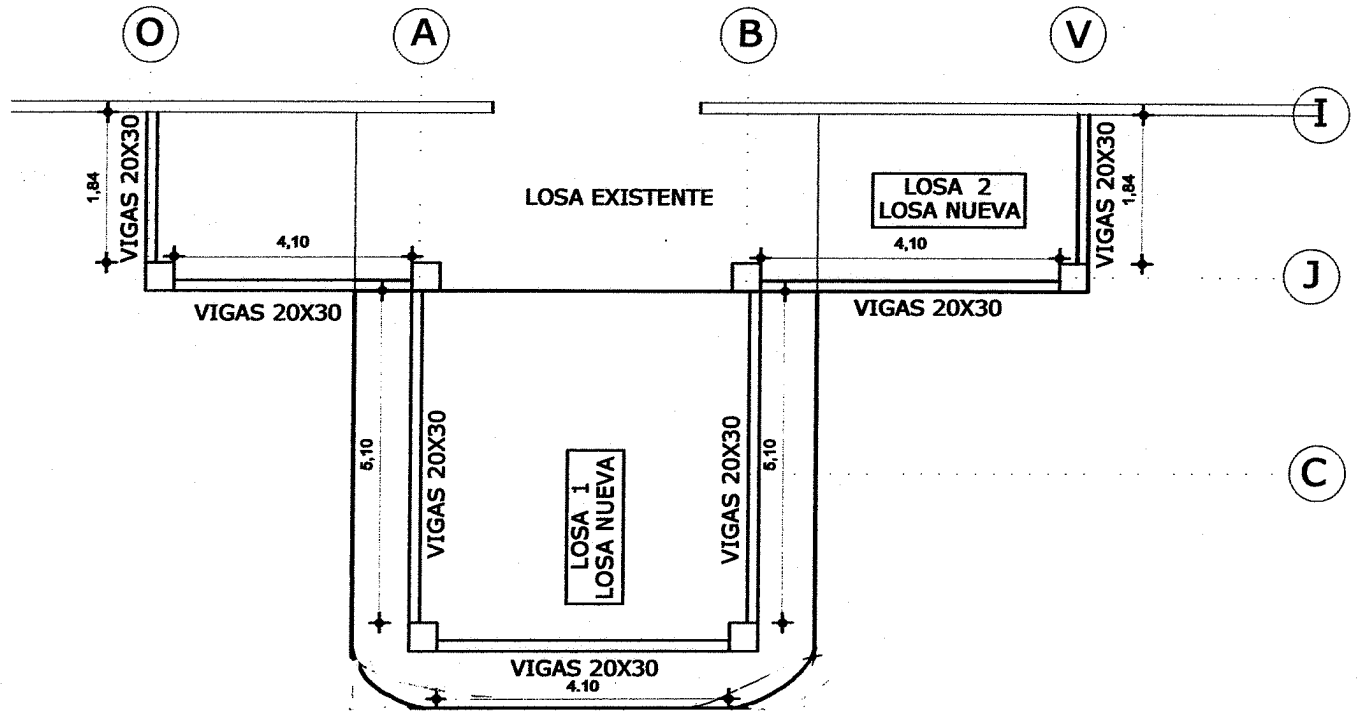 O
A
B
V
I
VIGAS 20X30
1,84
LOSA EXISTENTE
LOSA 2
LOSA NUEVA
VIGAS 20X30
1,84
4,10
4,10
J
VIGAS 20X30
VIGAS 20X30
5,10
VIGAS 20X30
LOSA 1
LOSA NUEVA
VIGAS 20X30
5,10
C
VIGAS 20X30
4.10